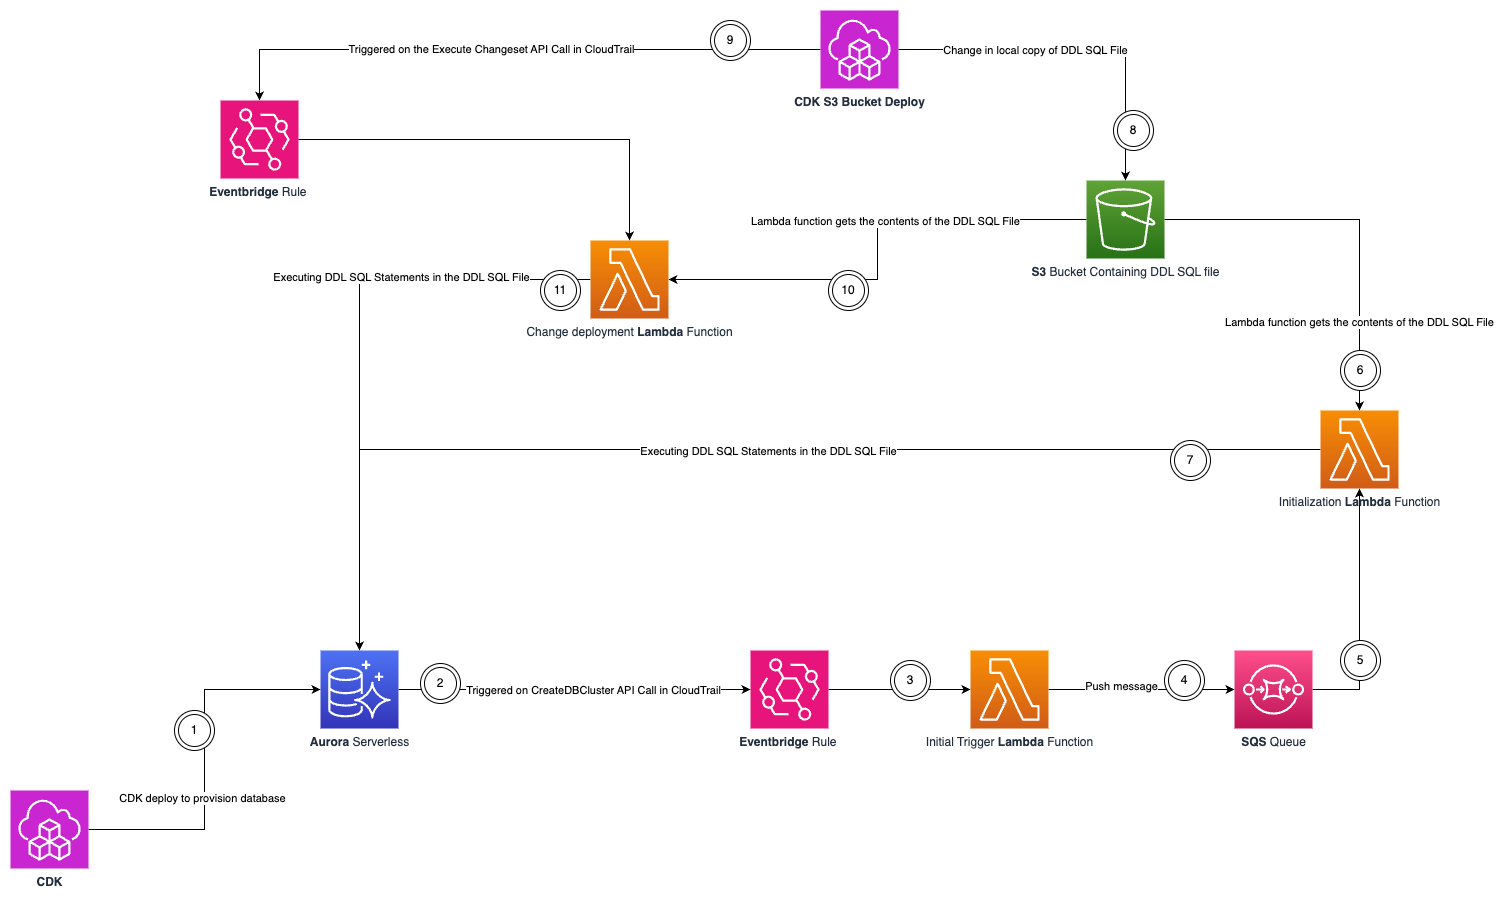 9
Triggered on the Execute Changeset API Call in CloudTrail
Change in local copy of DDL SQL File
CDK S3 Bucket Deploy
8
Eventbridge Rule
Lambda function gets the contents of the DDL SQL File
S3 Bucket Containing DDL SQL file
Executing DDL SQL Statements in the DDL SQL File
11
10
Change deployment Lambda Function
Lambda function gets the contents of the DDL SQL File
6
Executing DDL SQL Statements in the DDL SQL File
7
Initialization Lambda Function
5
2
Triggered on CreateDBCluster API Call in CloudTrail
3
Push message
4
1
Aurora Serverless
Eventbridge Rule
Initial Trigger Lambda Function
SQS Queue
CDK deploy to provision database
CDK